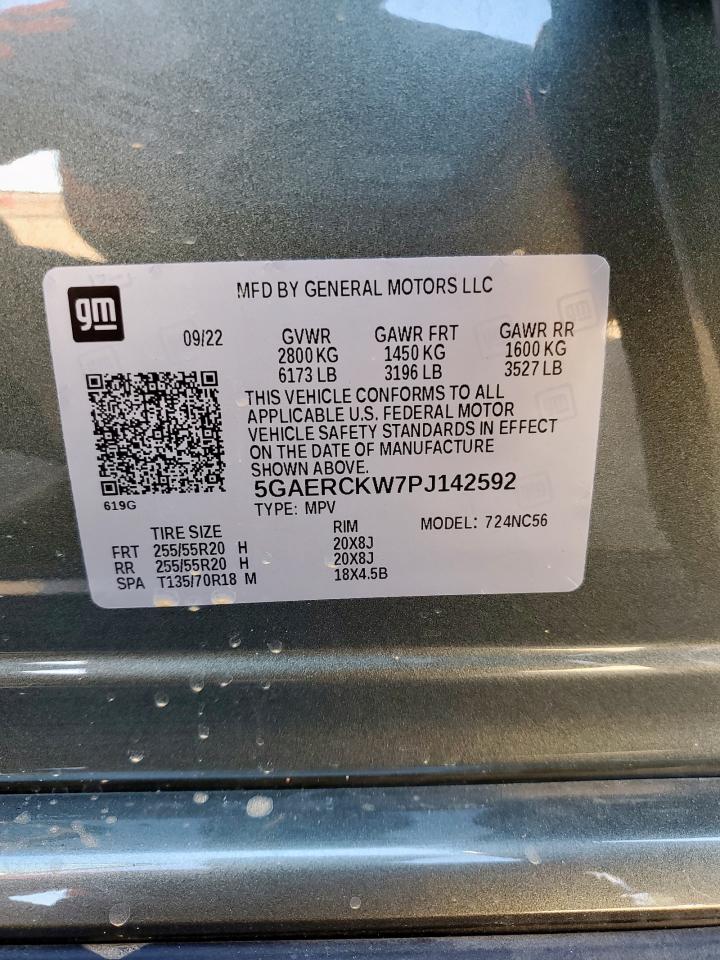 gm
MFD BY GENERAL MOTORS LLC
09/22 GVWR GAWR FRT GAWR RR
2800 KG 1450 KG 1600 KG
6173 LB 3196 LB 3527 LB
THIS VEHICLE CONFORMS TO ALL
APPLICABLE U.S. FEDERAL MOTOR
VEHICLE SAFETY STANDARDS IN EFFECT
ON THE DATE OF MANUFACTURE
SHOWN ABOVE.
619G
5GAERCKW7PJ142592
TYPE: MPV
MODEL: 724NC56
TIRE SIZE RIM
FRT 255/55R20 H 20X8J
RR 255/55R20 H 20X8J
SPA T135/70R18 M 18X4.5B